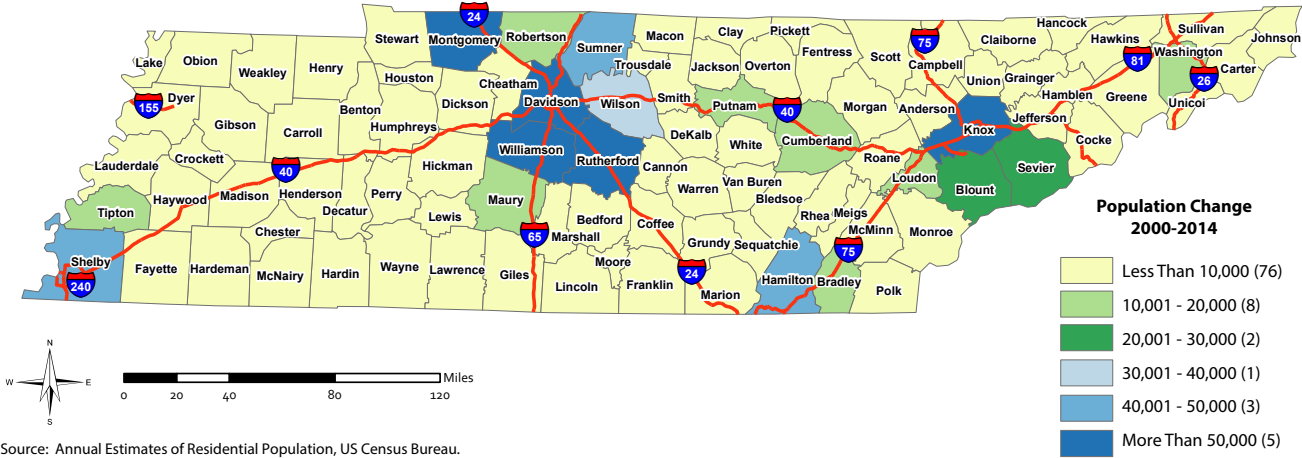 24
Hancock
Stewart
Montgomery
Robertson
Sumner
Macon
Clay
Pickett
Fentress
Scott
75
Campbell
Claiborne
Hawkins
Sullivan
Johnson
Lake
Obion
Weakley
Henry
Houston
Cheatham
Trousdale
Jackson
Overton
Union
Grainger
81
Washington
Carter
26
155
Dyer
Gibson
Carroll
Benton
Humphreys
Dickson
Davidson
Wilson
Smith
Putnam
40
Morgan
Anderson
Hamblen
Greene
Unicoi
Knox
Jefferson
Cocke
Lauderdale
Crockett
40
Hickman
Williamson
Rutherford
Cannon
DeKalb
White
Cumberland
Roane
Loudon
Blount
Sevier
Tipton
Haywood
Madison
Henderson
Decatur
Perry
Lewis
Maury
Bedford
Coffee
Warren
Van Buren
Bledsoe
Rhea
Meigs
McMinn
Monroe
Shelby
240
Fayette
Hardeman
Chester
McNairy
Hardin
Wayne
Lawrence
Giles
65
Marshall
Moore
Lincoln
Franklin
Grundy
Sequatchie
24
Marion
Hamilton
75
Bradley
Polk
Population Change
2000-2014
Less Than 10,000 (76)
10,001 - 20,000 (8)
20,001 - 30,000 (2)
30,001 - 40,000 (1)
40,001 - 50,000 (3)
More Than 50,000 (5)
N
W
E
S
Miles
0 20 40 80 120
Source: Annual Estimates of Residential Population, US Census Bureau.